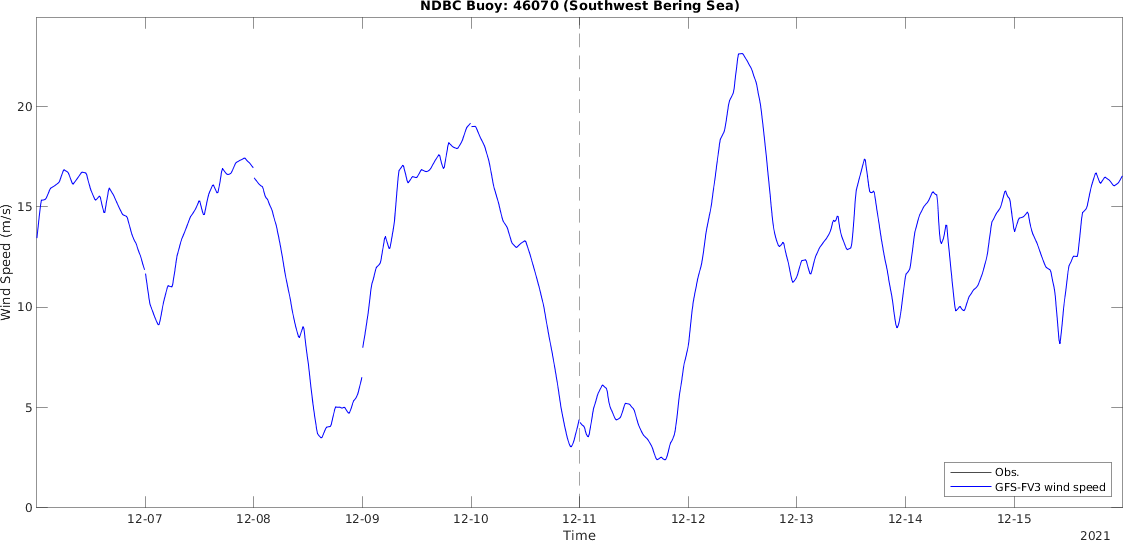 NDBC Buoy: 46070 (Southwest Bering Sea)
Wind Speed (m/s)
20
15
10
5
0
12-07 12-08 12-09 12-10 12-11 12-12 12-13 12-14 12-15
Time
2021
Obs.
GFS-FV3 wind speed